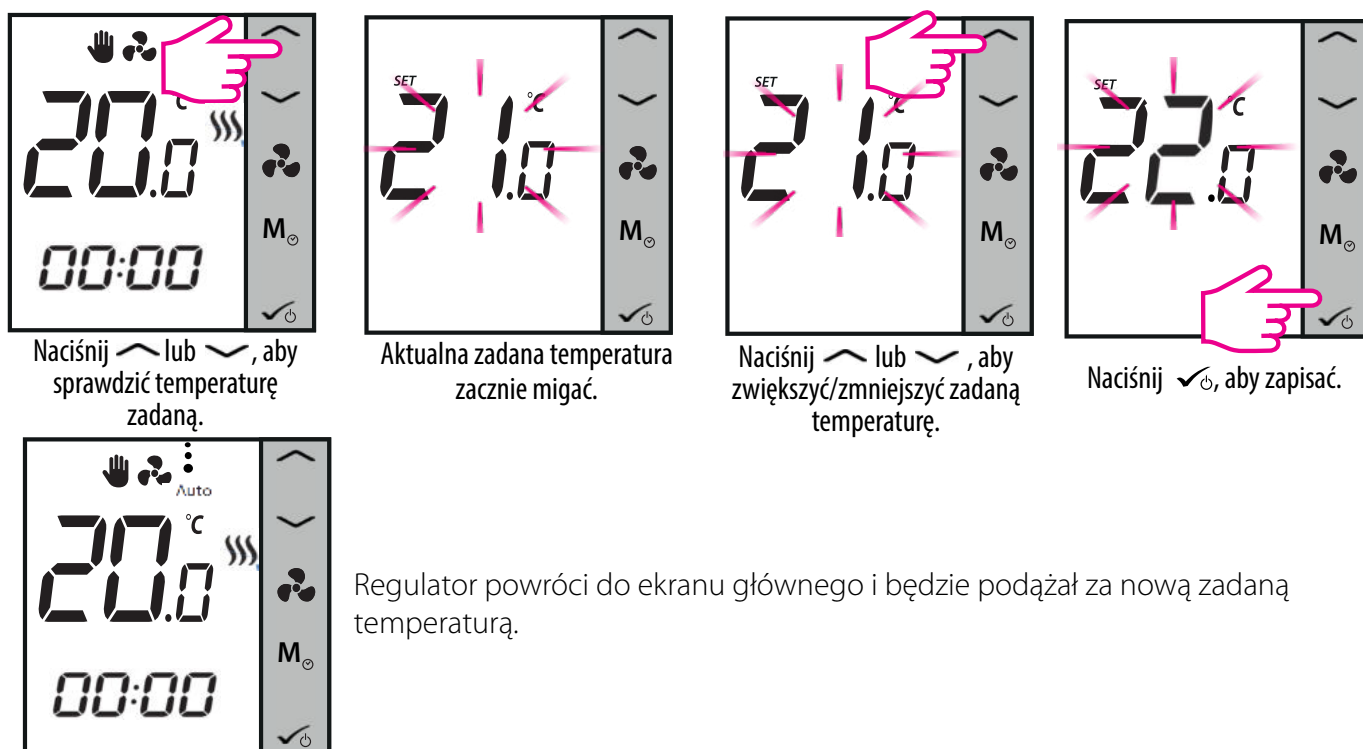 20.0 °C
00:00
M
Naciśnij lub , aby
sprawdzić temperaturę
zadaną.
SET
21.0 °C
M
Aktualna zadana temperatura
zacznie migać.
SET
21.0 °C
M
Naciśnij lub , aby
zwiększyć/zmniejszyć zadaną
temperaturę.
SET
22.0 °C
M
Naciśnij , aby zapisać.
Auto
20.0 °C
00:00
M
Regulator powróci do ekranu głównego i będzie podążał za nową zadaną
temperaturą.